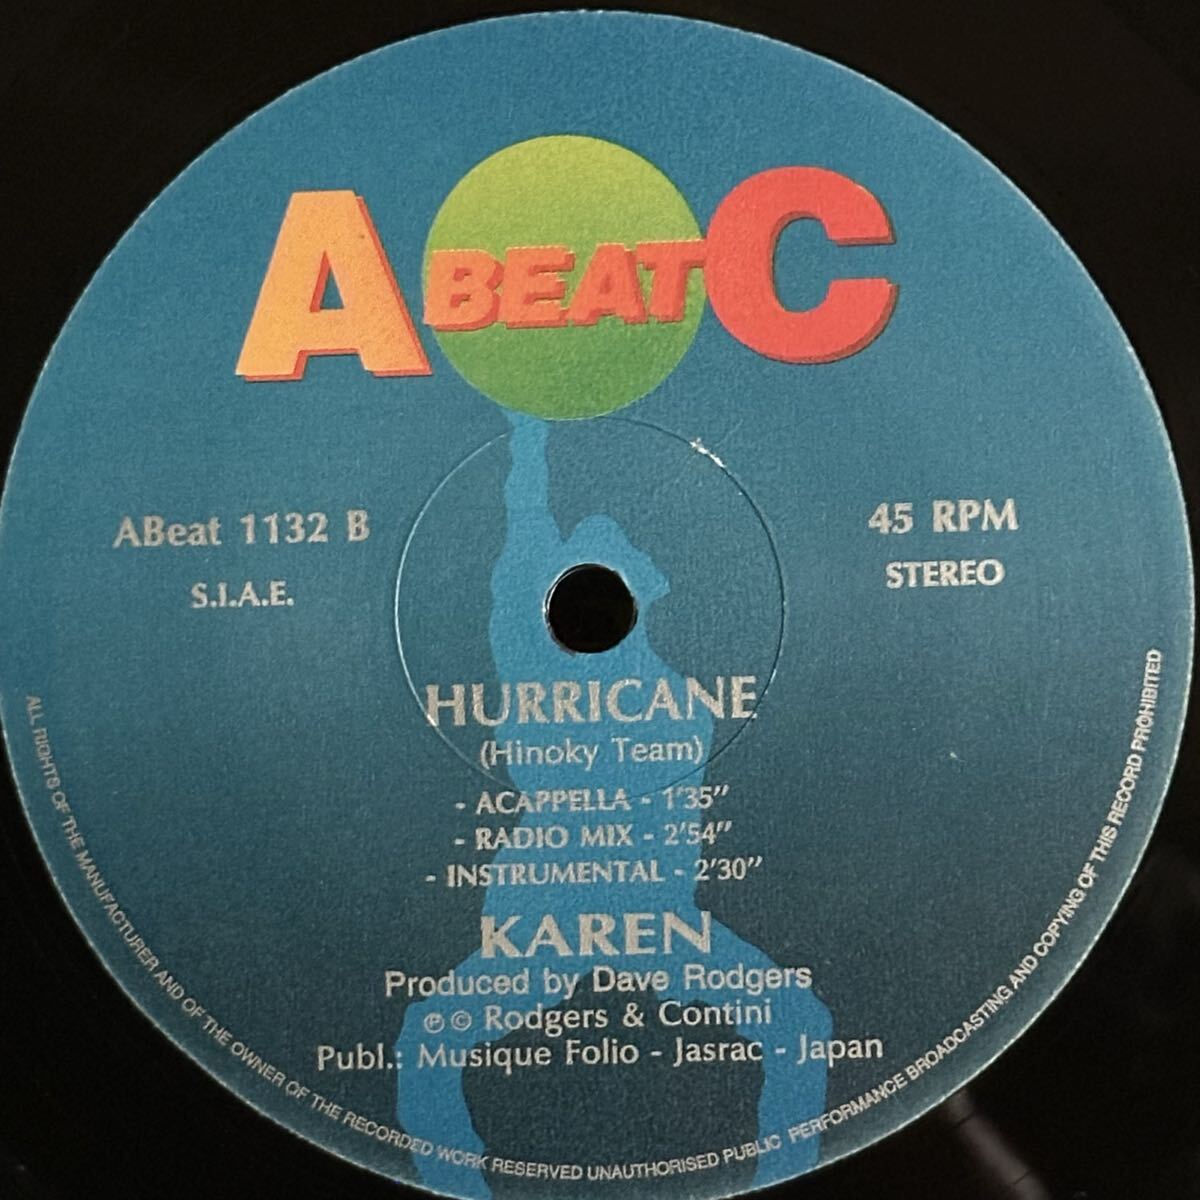 A BEAT C
ABeat 1132 B
S.I.A.E.
45 RPM
STEREO
HURRICANE
(Hinoky Team)
- ACAPPELLA - 1'35"
- RADIO MIX - 2'54"
- INSTRUMENTAL - 2'30"
KAREN
Produced by Dave Rodgers
℗ © Rodgers & Contini
Publ.: Musique Folio - Jasrac - Japan
ALL RIGHTS OF THE MANUFACTURER AND OF THE OWNER OF THE RECORDED WORK RESERVED UNAUTHORISED PUBLIC PERFORMANCE BROADCASTING AND COPYING OF THIS RECORD PROHIBITED